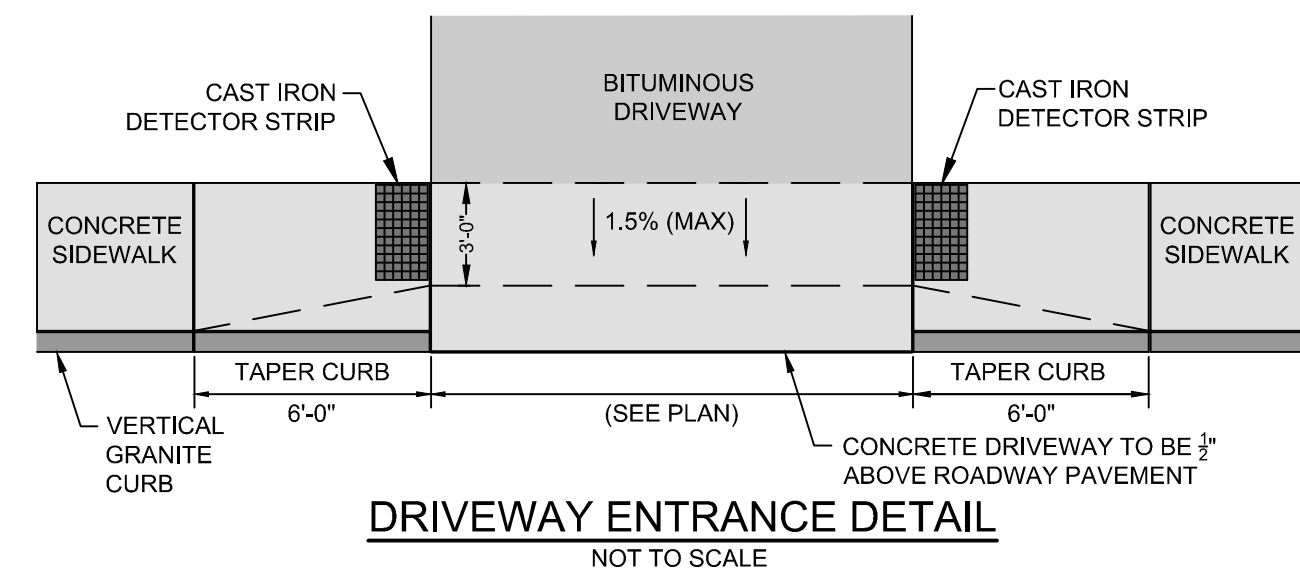 CAST IRON
DETECTOR STRIP
BITUMINOUS
DRIVEWAY
CAST IRON
DETECTOR STRIP
CONCRETE
SIDEWALK
3'-0"
1.5% (MAX)
CONCRETE
SIDEWALK
TAPER CURB
6'-0"
(SEE PLAN)
TAPER CURB
6'-0"
VERTICAL
GRANITE
CURB
CONCRETE DRIVEWAY TO BE 1/2"
ABOVE ROADWAY PAVEMENT
DRIVEWAY ENTRANCE DETAIL
NOT TO SCALE